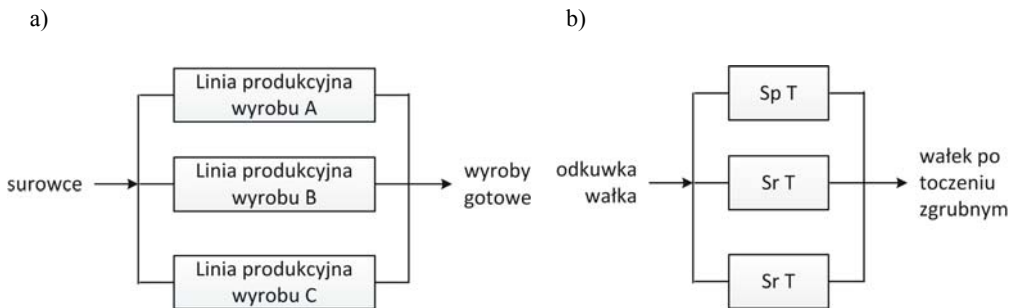 a)
Linia produkcyjna
wyrobu A
surowce
Linia produkcyjna
wyrobu B
wyroby
gotowe
Linia produkcyjna
wyrobu C
b)
Sp T
odkuwka
wałka
Sr T
wałek po
toczeniu
zgrubnym
Sr T